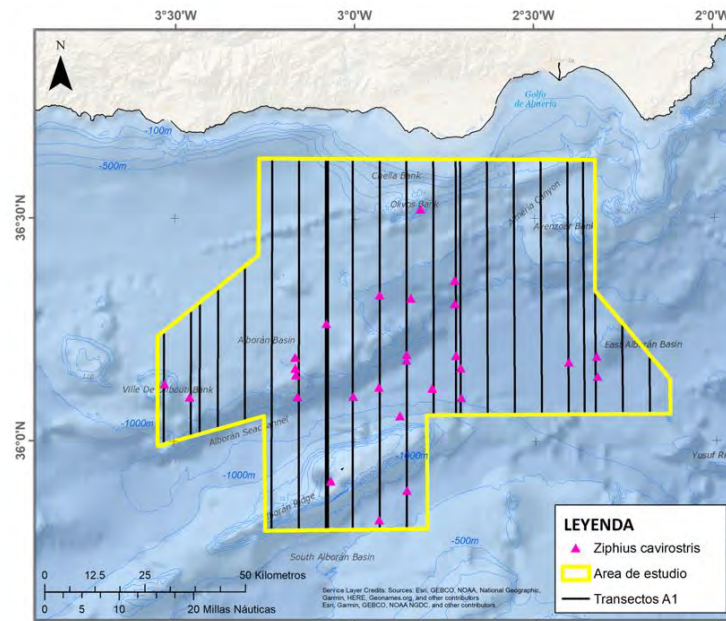 3°30'W 3°0'W 2°30'W 2°0'W
N
Golfo
de Almería
-100m
-500m
Chella Bank
Olivos Bank
Almería Canyon
Avenzoar Bank
36°30'N
Alborán Basin
East Alborán Basin
Ville De Djibouti Bank
36°0'N
-1000m
Alborán Seachannel
-1000m
-1000m
Yusuf
Ridge
-500m
South Alborán Basin
LEYENDA
Ziphius cavirostris
Area de estudio
Transectos A1
0 12.5 25 50 Kilometros
0 5 10 20 Millas Náuticas
Service Layer Credits: Sources: Esri, GEBCO, NOAA, National Geographic,
Garmin, HERE, Geonames.org, and other contributors
Esri, Garmin, GEBCO, NOAA NGDC, and other contributors